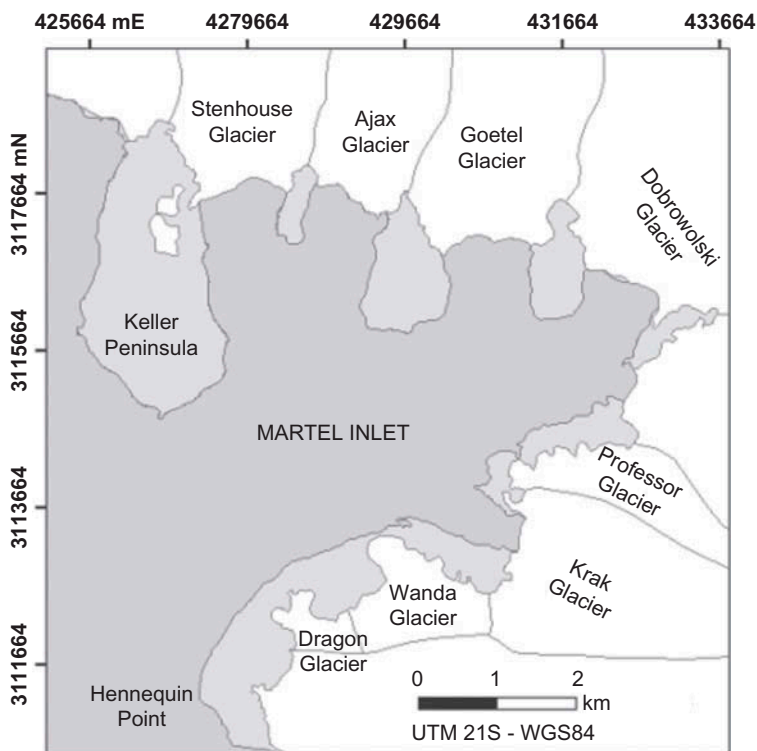 425664 mE 4279664 429664 431664 433664
3117664 mN
3115664
3113664
3111664
Stenhouse
Glacier
Ajax
Glacier
Goetel
Glacier
Dobrowolski
Glacier
Keller
Peninsula
MARTEL INLET
Professor
Glacier
Krak
Glacier
Wanda
Glacier
Dragon
Glacier
Hennequin
Point
0 1 2
km
UTM 21S - WGS84